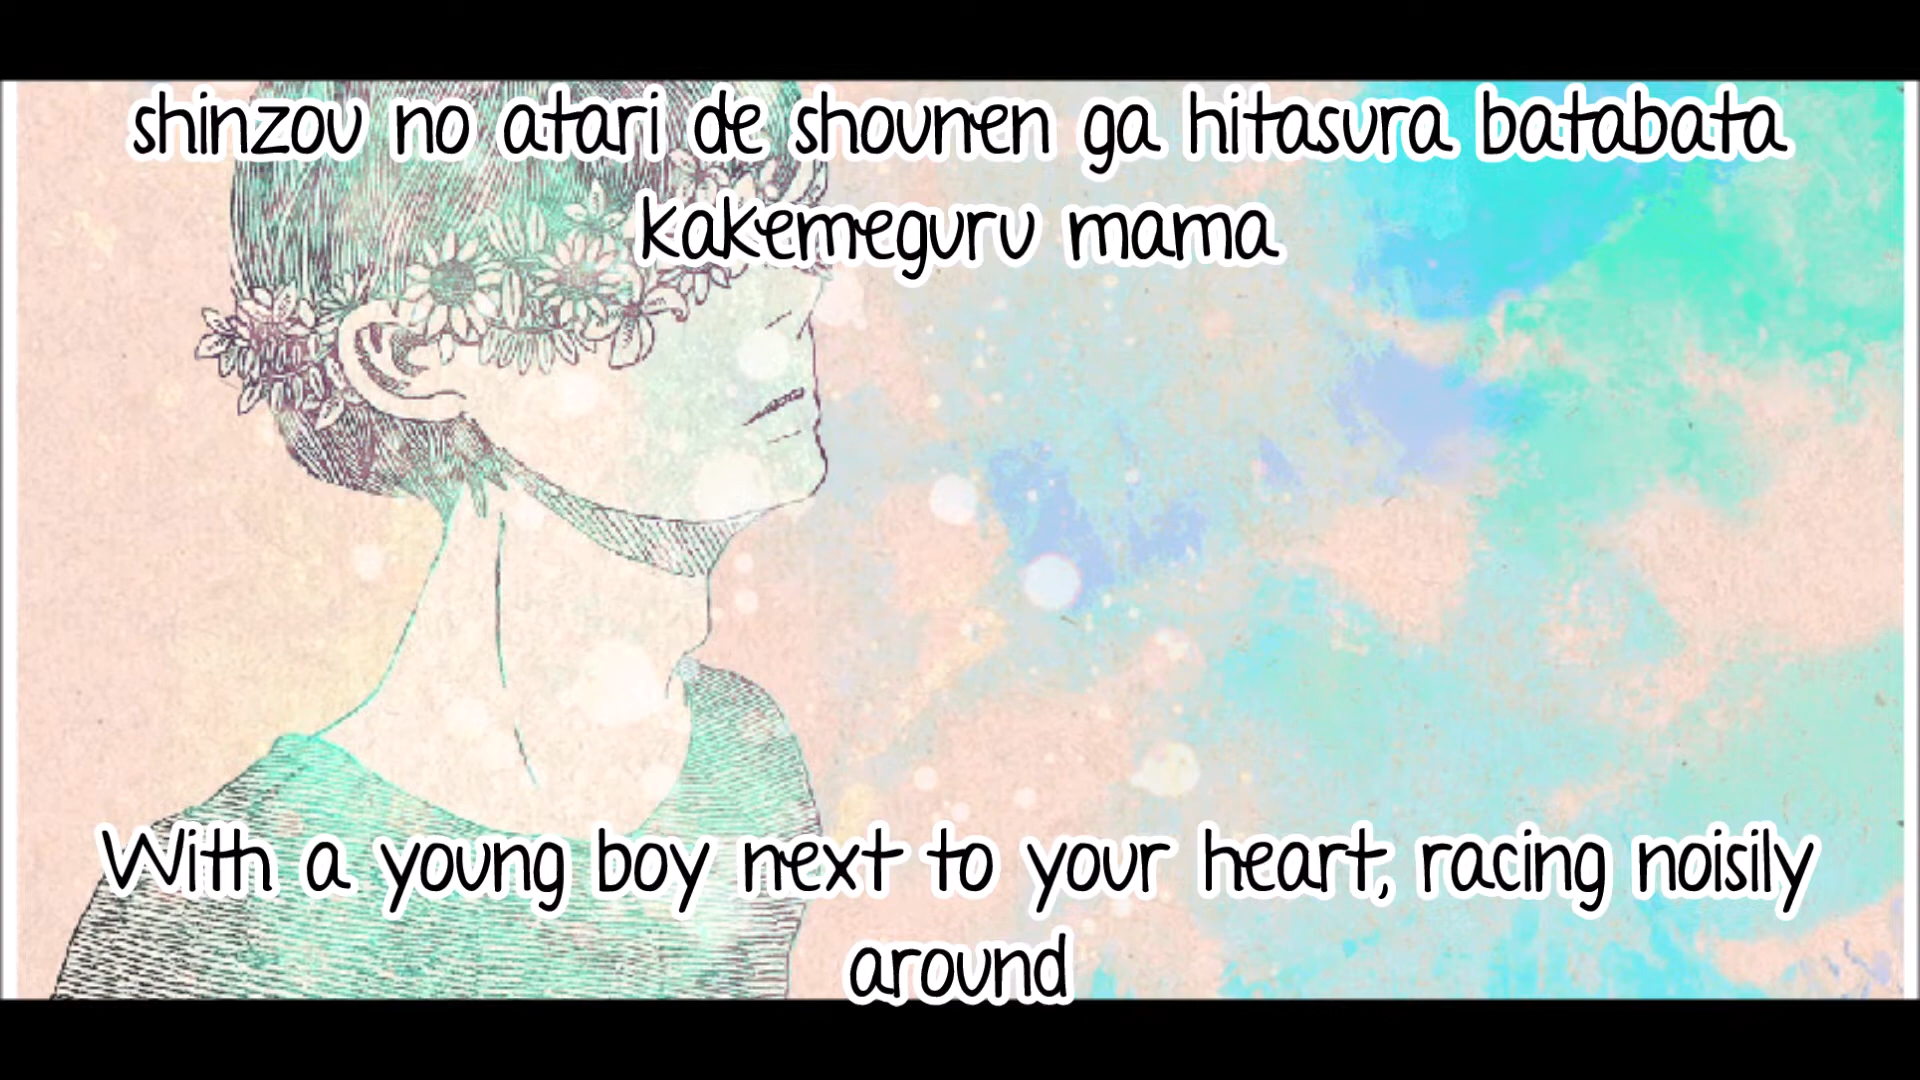 shinzou no atari de shounen ga hitasura batabata
kakemeguru mama
With a young boy next to your heart, racing noisily
around